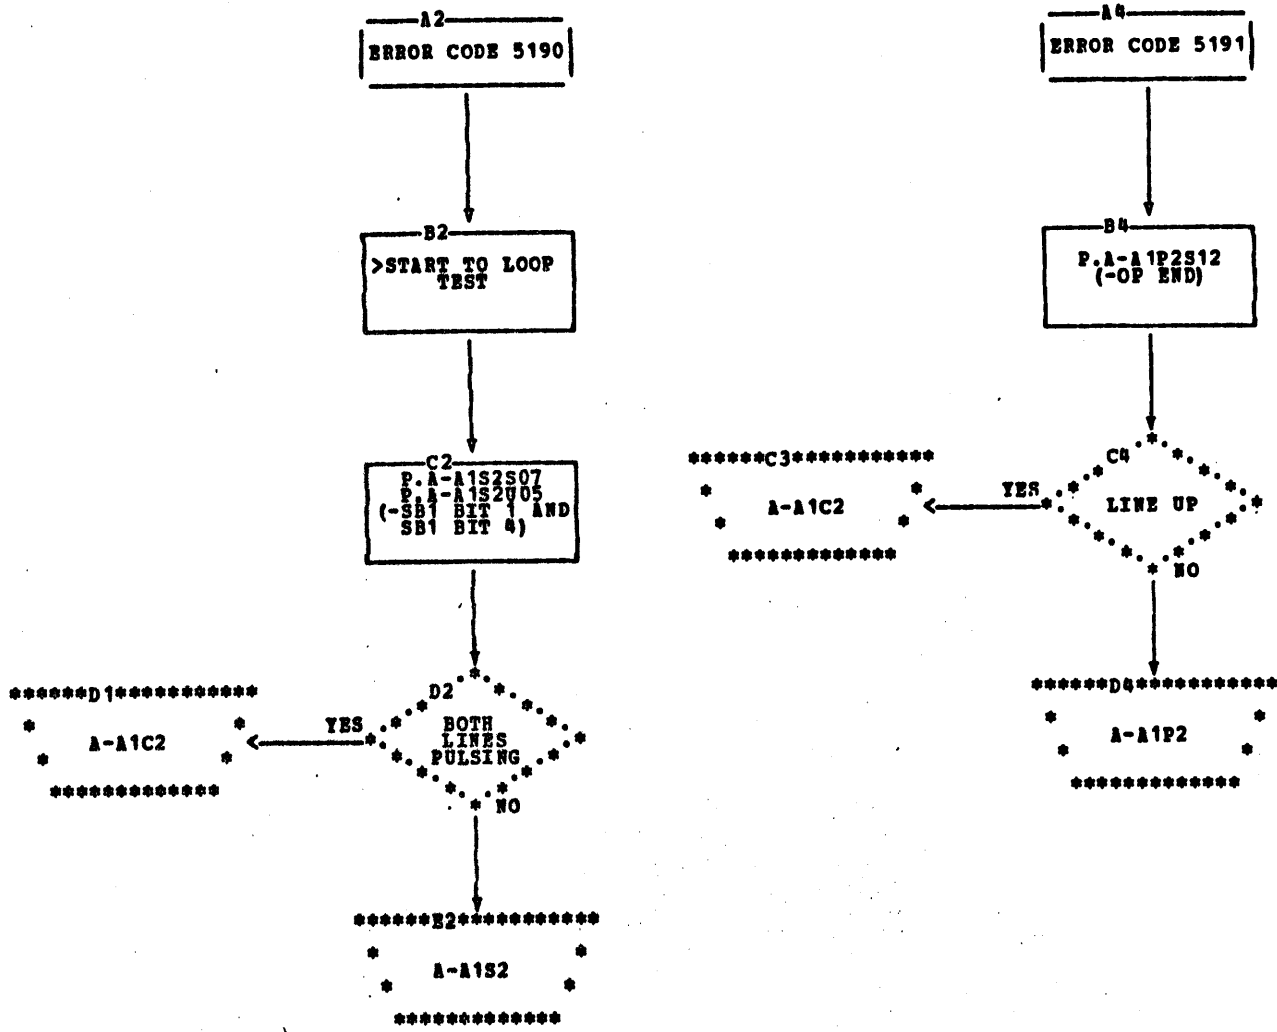 A2
ERROR CODE 5190
B2
>START TO LOOP
TEST
C2
P.A-A1S2S07
P.A-A1S2U05
(-SB1 BIT 1 AND
SB1 BIT 4)
D2
BOTH
LINES
PULSING
YES
NO
******D1***********
A-A1C2
*************
******E2***********
A-A1S2
*************
A4
ERROR CODE 5191
B4
P.A-A1P2S12
(-OP END)
C4
LINE UP
YES
NO
******C3***********
A-A1C2
*************
******D4***********
A-A1P2
*************